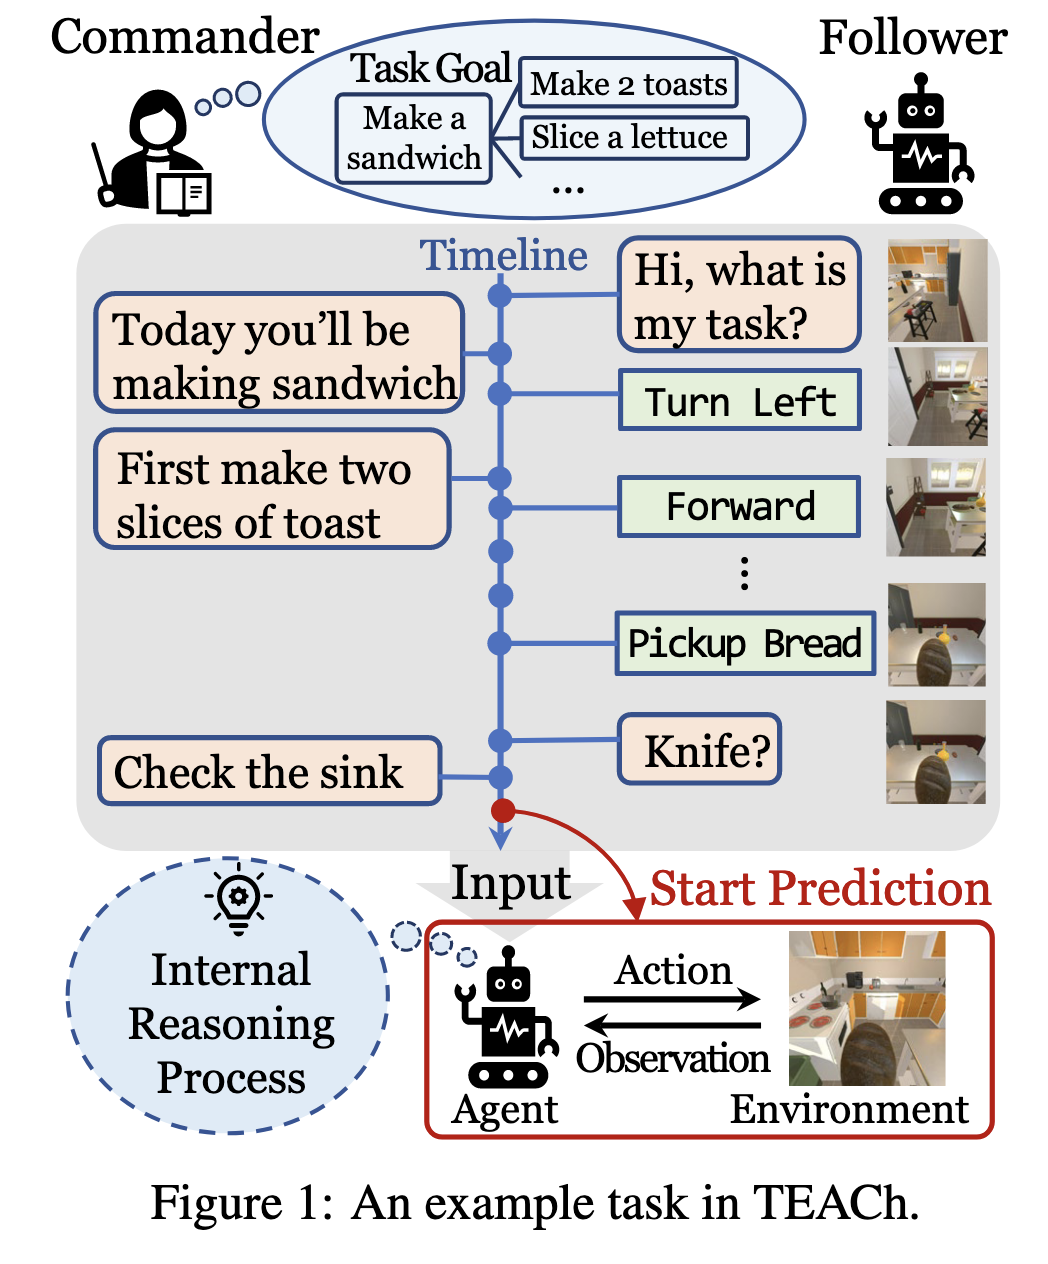 Commander
Follower
Task Goal
Make a
sandwich
Make 2 toasts
Slice a lettuce
...
Timeline
Hi, what is
my task?
Today you'll be
making sandwich
Turn Left
First make two
slices of toast
Forward
⋮
Pickup Bread
Knife?
Check the sink
Input
Start Prediction
Internal
Reasoning
Process
Action
Observation
Agent
Environment
Figure 1: An example task in TEACh.